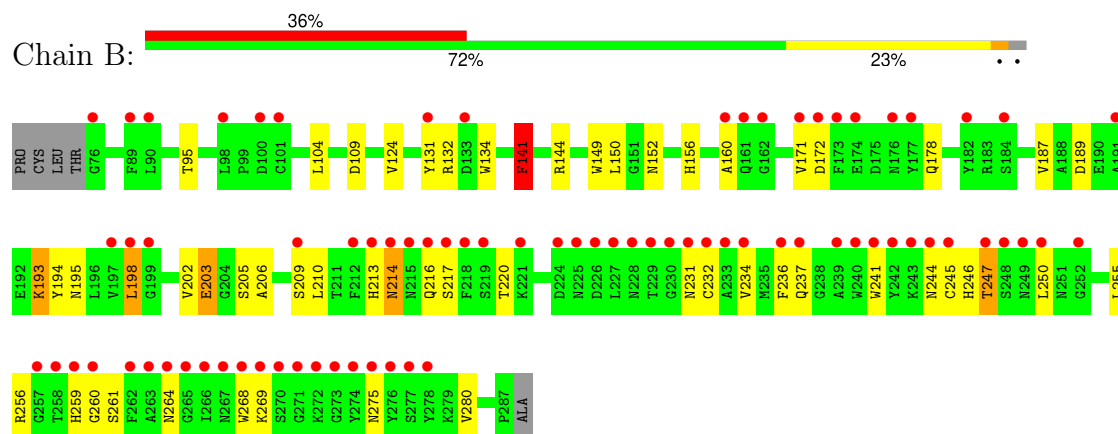 36%
Chain B:
72% 23% • •
PRO CYS LEU THR G76 F89 L90 T95 L98 P99 D100 C101 L104 D109 V124 Y131 R132 D133 W134 F141 R144 W149 L150 G151 N152 H156 A160 Q161 G162 V171 D172 F173 E174 D175 N176 Y177 Q178 Y182 R183 S184 V187 A188 D189 E190 A191
E192 K193 Y194 N195 L196 V197 L198 G199 V202 E203 G204 S205 A206 S209 L210 T211 F212 H213 N214 N215 Q216 S217 F218 S219 T220 K221 D224 N225 D226 L227 N228 T229 G230 N231 C232 A233 V234 M235 F236 Q237 G238 A239 W240 W241 Y242 K243 N244 C245 H246 T247 S248 N249 L250 N251 G252 L255
R256 G257 T258 H259 G260 S261 F262 A263 N264 G265 I266 N267 W268 K269 S270 G271 K272 G273 Y274 N275 Y276 S277 Y278 K279 V280 P287 ALA